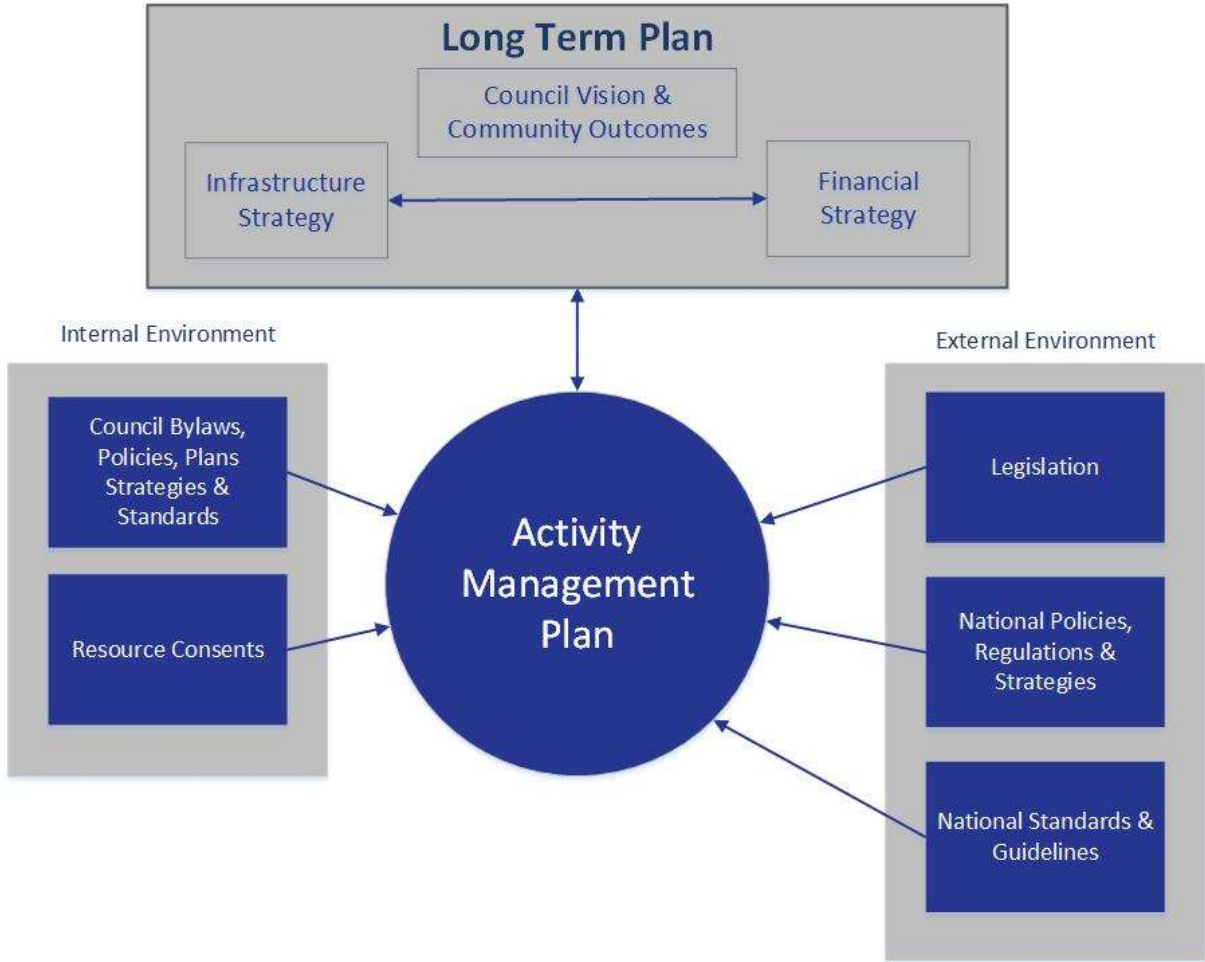 Long Term Plan
Council Vision &
Community Outcomes
Infrastructure
Strategy
Financial
Strategy
Internal Environment
Council Bylaws,
Policies, Plans
Strategies &
Standards
Resource Consents
Activity
Management
Plan
External Environment
Legislation
National Policies,
Regulations &
Strategies
National Standards &
Guidelines